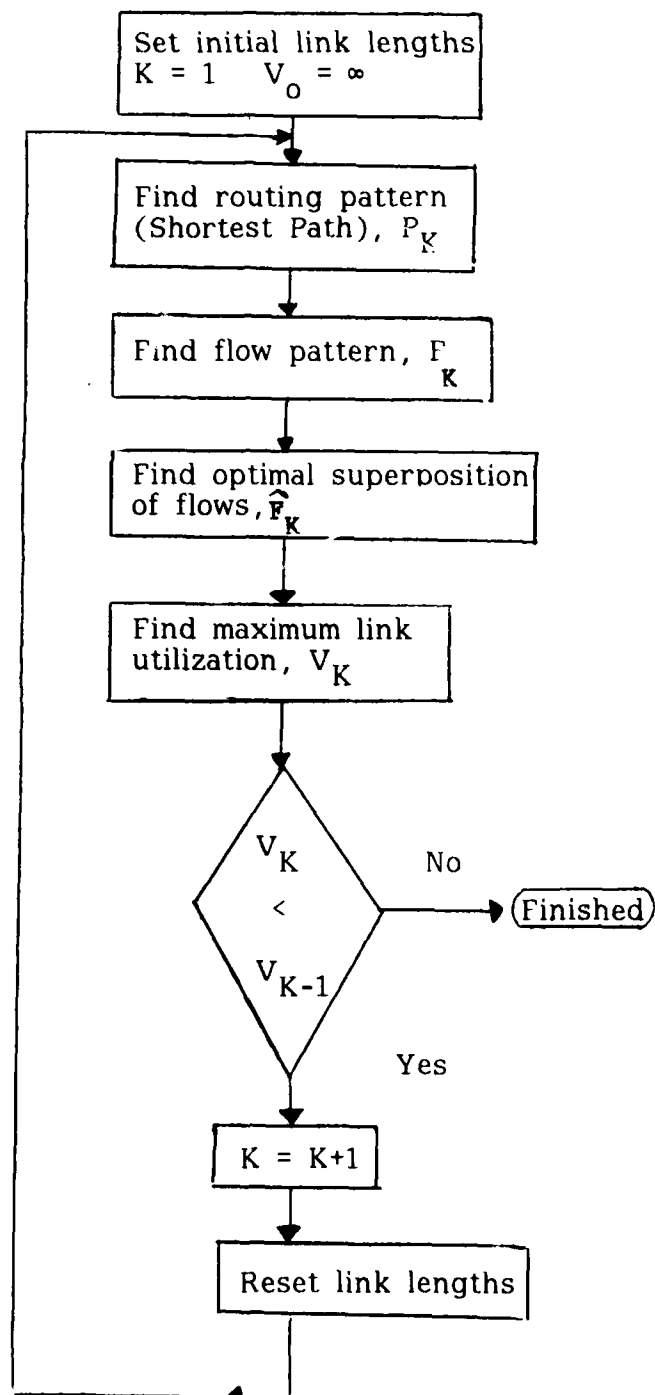 Set initial link lengths
K = 1 V_o = ∞
Find routing pattern
(Shortest Path), P_K
Find flow pattern, F_K
Find optimal superposition
of flows, F̂_K
Find maximum link
utilization, V_K
V_K
<
V_K-1
No
Finished
Yes
K = K+1
Reset link lengths